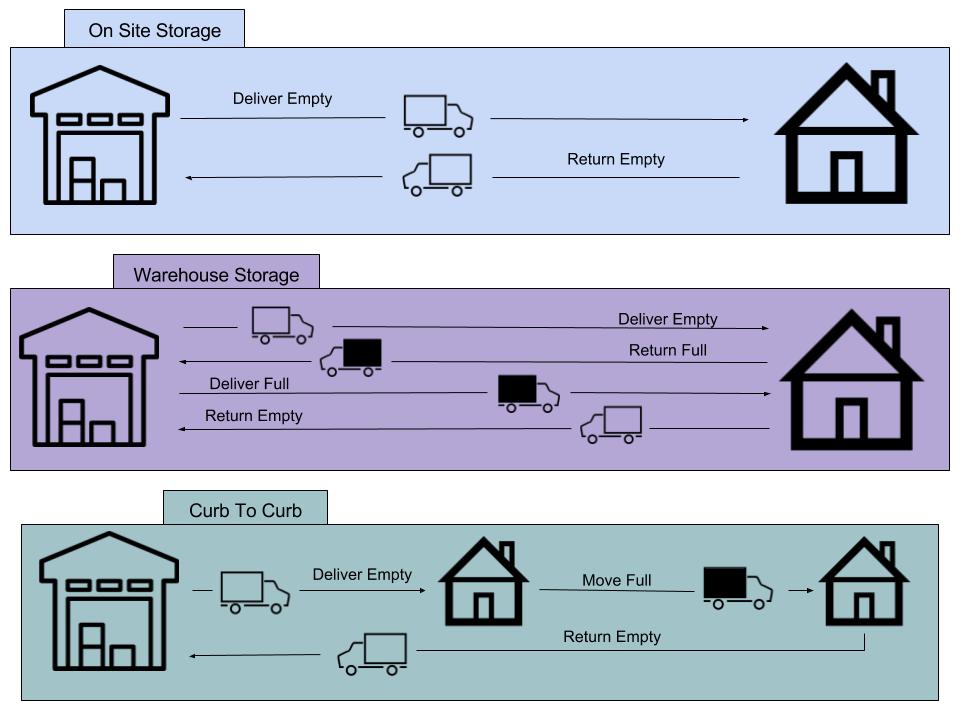 On Site Storage
Deliver Empty
Return Empty
Warehouse Storage
Deliver Empty
Return Full
Deliver Full
Return Empty
Curb To Curb
Deliver Empty
Move Full
Return Empty